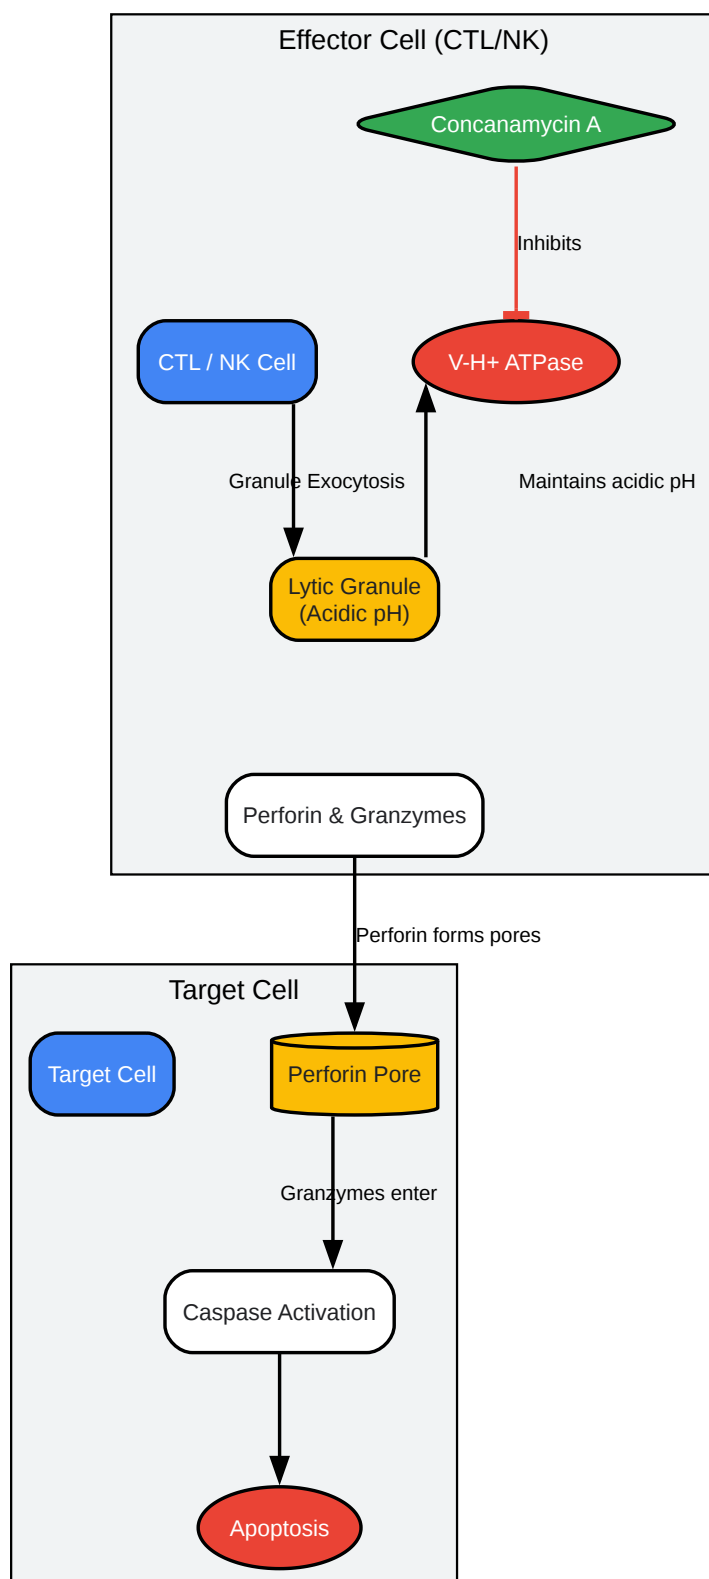 Effector Cell (CTL/NK)
Concanamycin A
Inhibits
CTL / NK Cell
V-H+ ATPase
Granule Exocytosis
Maintains acidic pH
Lytic Granule
(Acidic pH)
Perforin & Granzymes
Perforin forms pores
Target Cell
Target Cell
Perforin Pore
Granzymes enter
Caspase Activation
Apoptosis